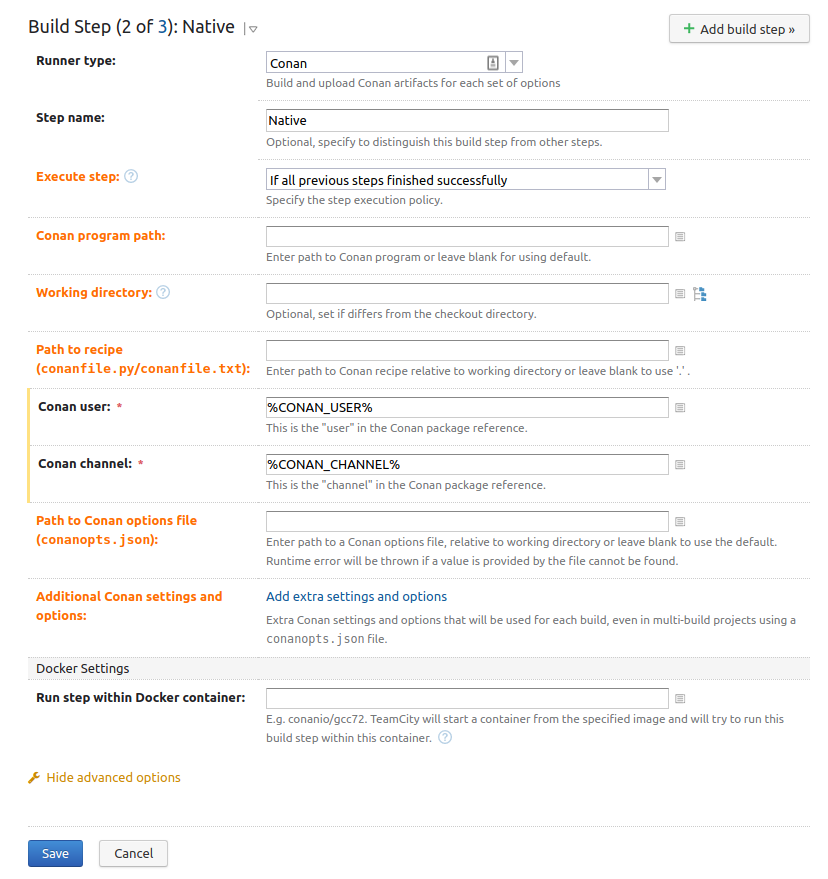 Build Step (2 of 3): Native
+ Add build step »
Runner type:
Conan
Build and upload Conan artifacts for each set of options
Step name:
Native
Optional, specify to distinguish this build step from other steps.
Execute step: ?
If all previous steps finished successfully
Specify the step execution policy.
Conan program path:
Enter path to Conan program or leave blank for using default.
Working directory: ?
Optional, set if differs from the checkout directory.
Path to recipe
(conanfile.py/conanfile.txt):
Enter path to Conan recipe relative to working directory or leave blank to use '.' .
Conan user: *
%CONAN_USER%
This is the "user" in the Conan package reference.
Conan channel: *
%CONAN_CHANNEL%
This is the "channel" in the Conan package reference.
Path to Conan options file
(conanopts.json):
Enter path to a Conan options file, relative to working directory or leave blank to use the default.
Runtime error will be thrown if a value is provided by the file cannot be found.
Additional Conan settings and
options:
Add extra settings and options
Extra Conan settings and options that will be used for each build, even in multi-build projects using a
conanopts.json file.
Docker Settings
Run step within Docker container:
E.g. conanio/gcc72. TeamCity will start a container from the specified image and will try to run this
build step within this container. ?
Hide advanced options
Save
Cancel